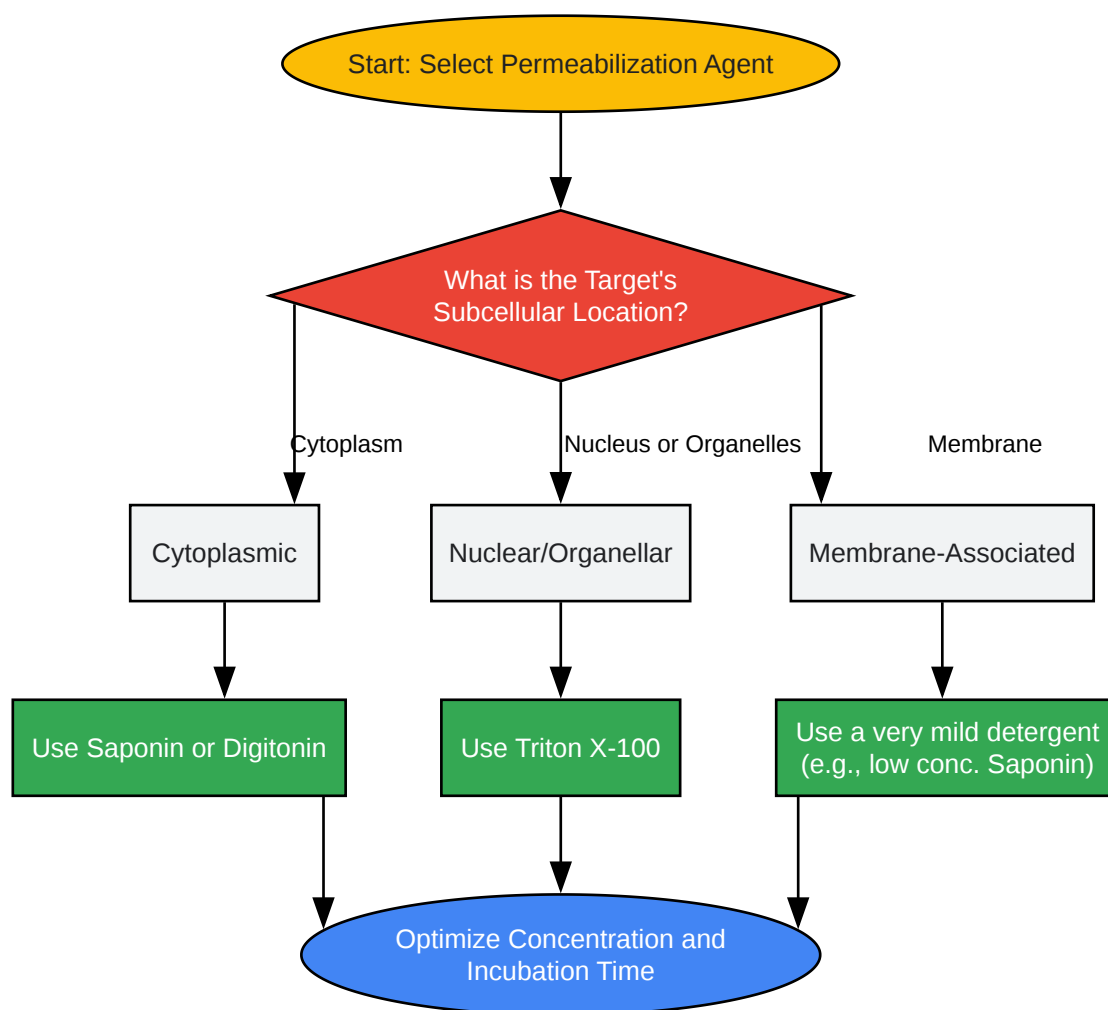 Start: Select Permeabilization Agent
What is the Target's
Subcellular Location?
Cytoplasm
Nucleus or Organelles
Membrane
Cytoplasmic
Nuclear/Organellar
Membrane-Associated
Use Saponin or Digitonin
Use Triton X-100
Use a very mild detergent
(e.g., low conc. Saponin)
Optimize Concentration and
Incubation Time